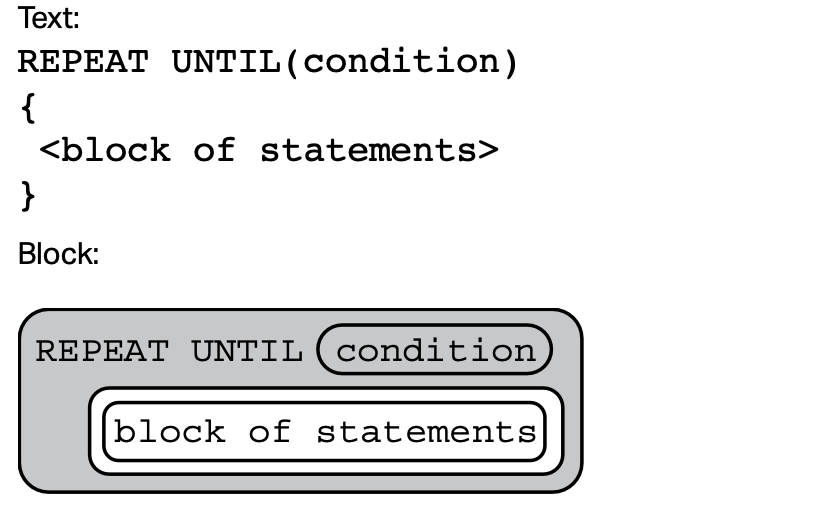 Text:
REPEAT UNTIL(condition)
{
<block of statements>
}
Block:
REPEAT UNTIL condition
block of statements